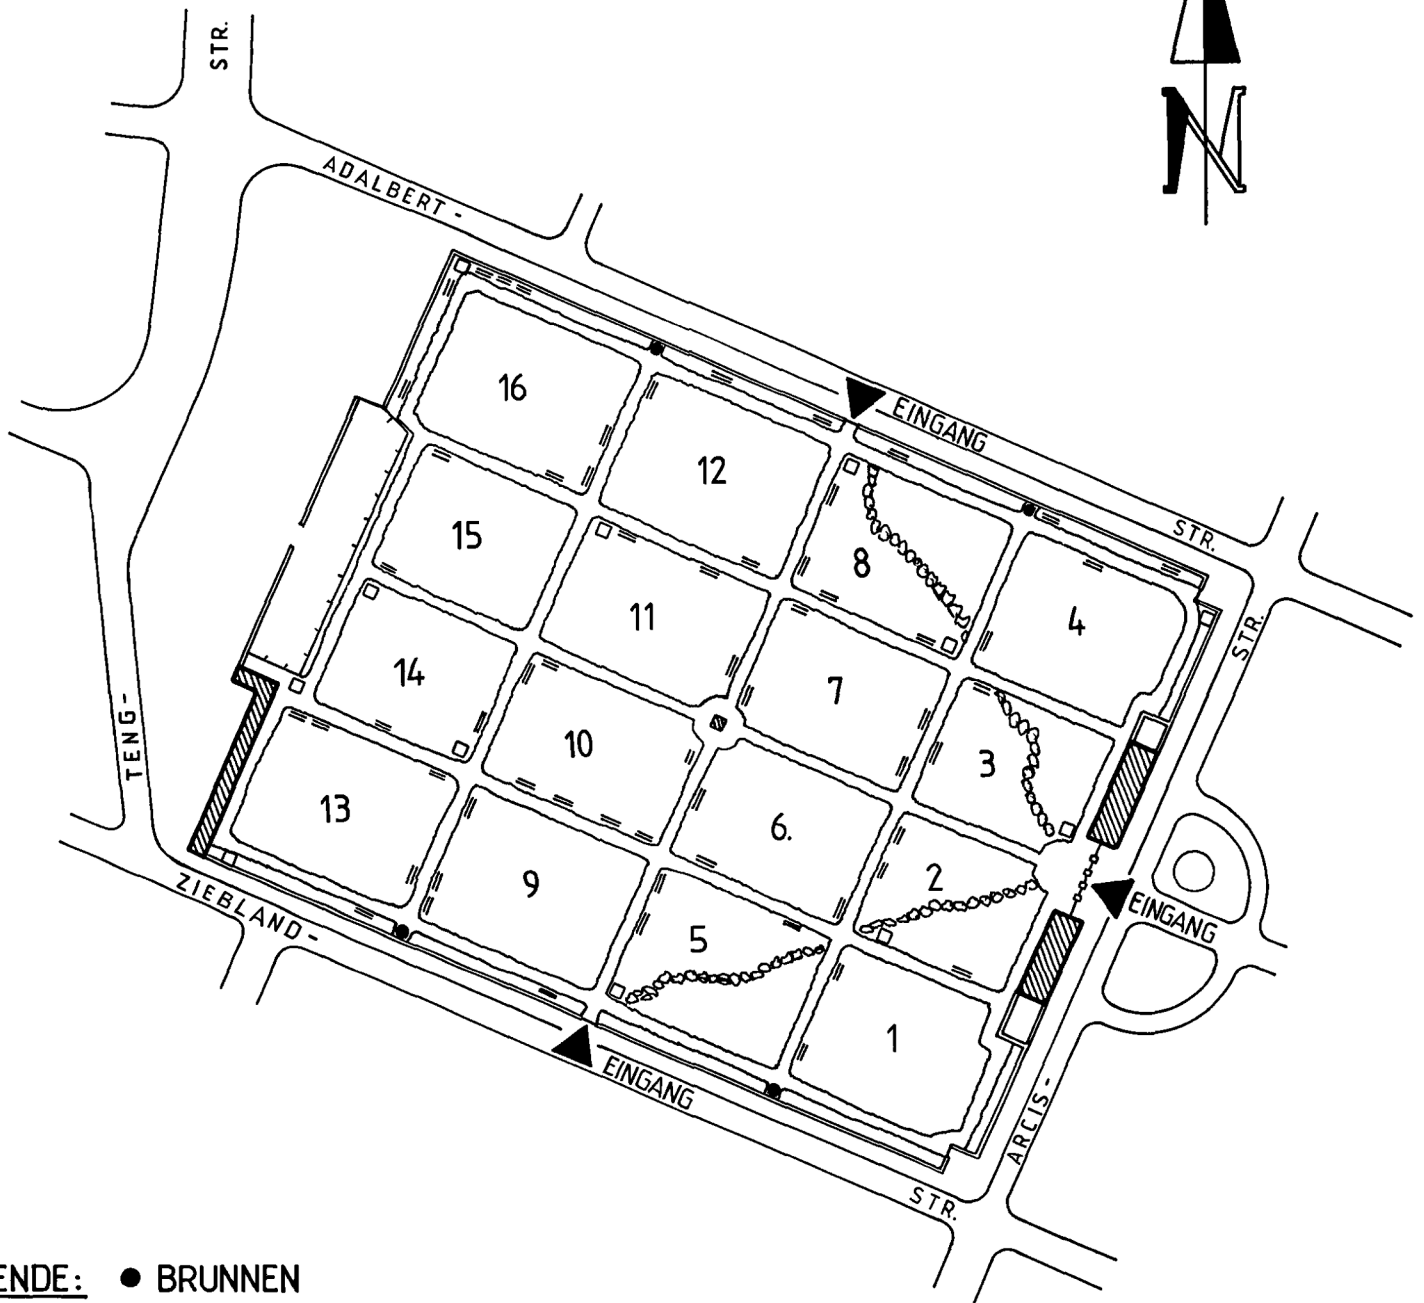 STR.
N
ADALBERT-
EINGANG
STR.
16
12
8
4
STR.
15
11
7
3
14
10
6.
2
EINGANG
13
9
5
1
TENG-
ZIEBLAND-
EINGANG
ARCIS-
STR.
ENDE: ● BRUNNEN